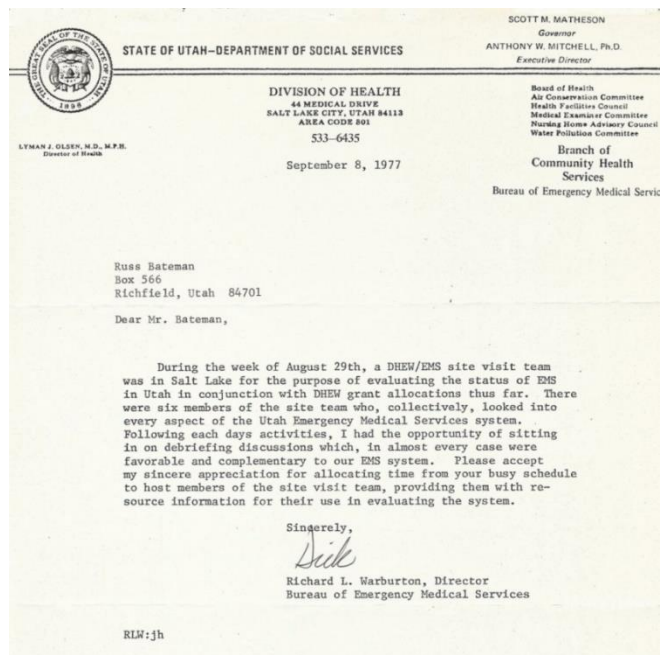 SCOTT M. MATHESON
Governor
ANTHONY W. MITCHELL, Ph.D.
Executive Director
THE GREAT SEAL OF THE STATE OF UTAH
1896
STATE OF UTAH—DEPARTMENT OF SOCIAL SERVICES
LYMAN J. OLSEN, M.D., M.P.H.
Director of Health
DIVISION OF HEALTH
44 MEDICAL DRIVE
SALT LAKE CITY, UTAH 84113
AREA CODE 801
533—6435
September 8, 1977
Board of Health
Air Conservation Committee
Health Facilities Council
Medical Examiner Committee
Nursing Home Advisory Council
Water Pollution Committee
Branch of
Community Health
Services
Bureau of Emergency Medical Servic
Russ Bateman
Box 566
Richfield, Utah 84701
Dear Mr. Bateman,
During the week of August 29th, a DHEW/EMS site visit team
was in Salt Lake for the purpose of evaluating the status of EMS
in Utah in conjunction with DHEW grant allocations thus far. There
were six members of the site team who, collectively, looked into
every aspect of the Utah Emergency Medical Services system.
Following each days activities, I had the opportunity of sitting
in on debriefing discussions which, in almost every case were
favorable and complementary to our EMS system. Please accept
my sincere appreciation for allocating time from your busy schedule
to host members of the site visit team, providing them with re-
source information for their use in evaluating the system.
Sincerely,
Dick
Richard L. Warburton, Director
Bureau of Emergency Medical Services
RLW:jh